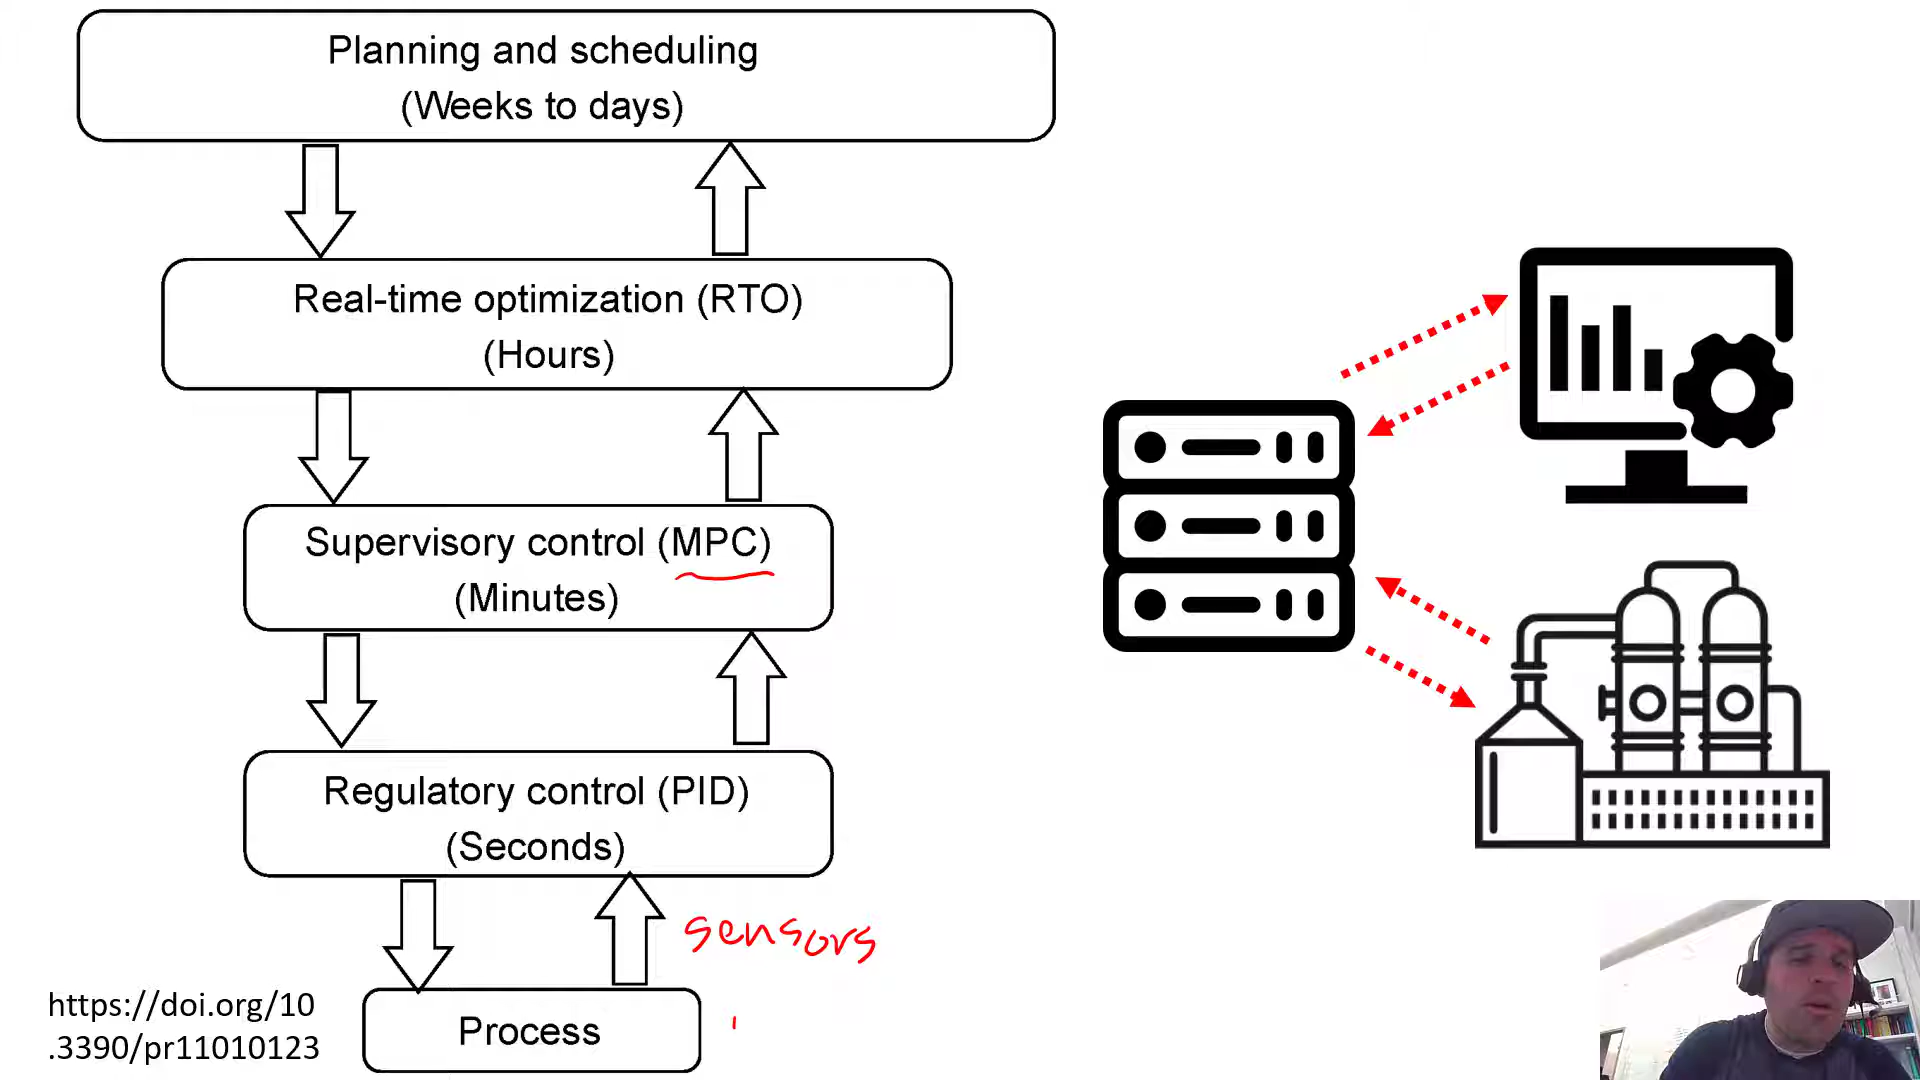 Planning and scheduling
(Weeks to days)
Real-time optimization (RTO)
(Hours)
Supervisory control (MPC)
(Minutes)
Regulatory control (PID)
(Seconds)
sensors
Process
https://doi.org/10
.3390/pr11010123